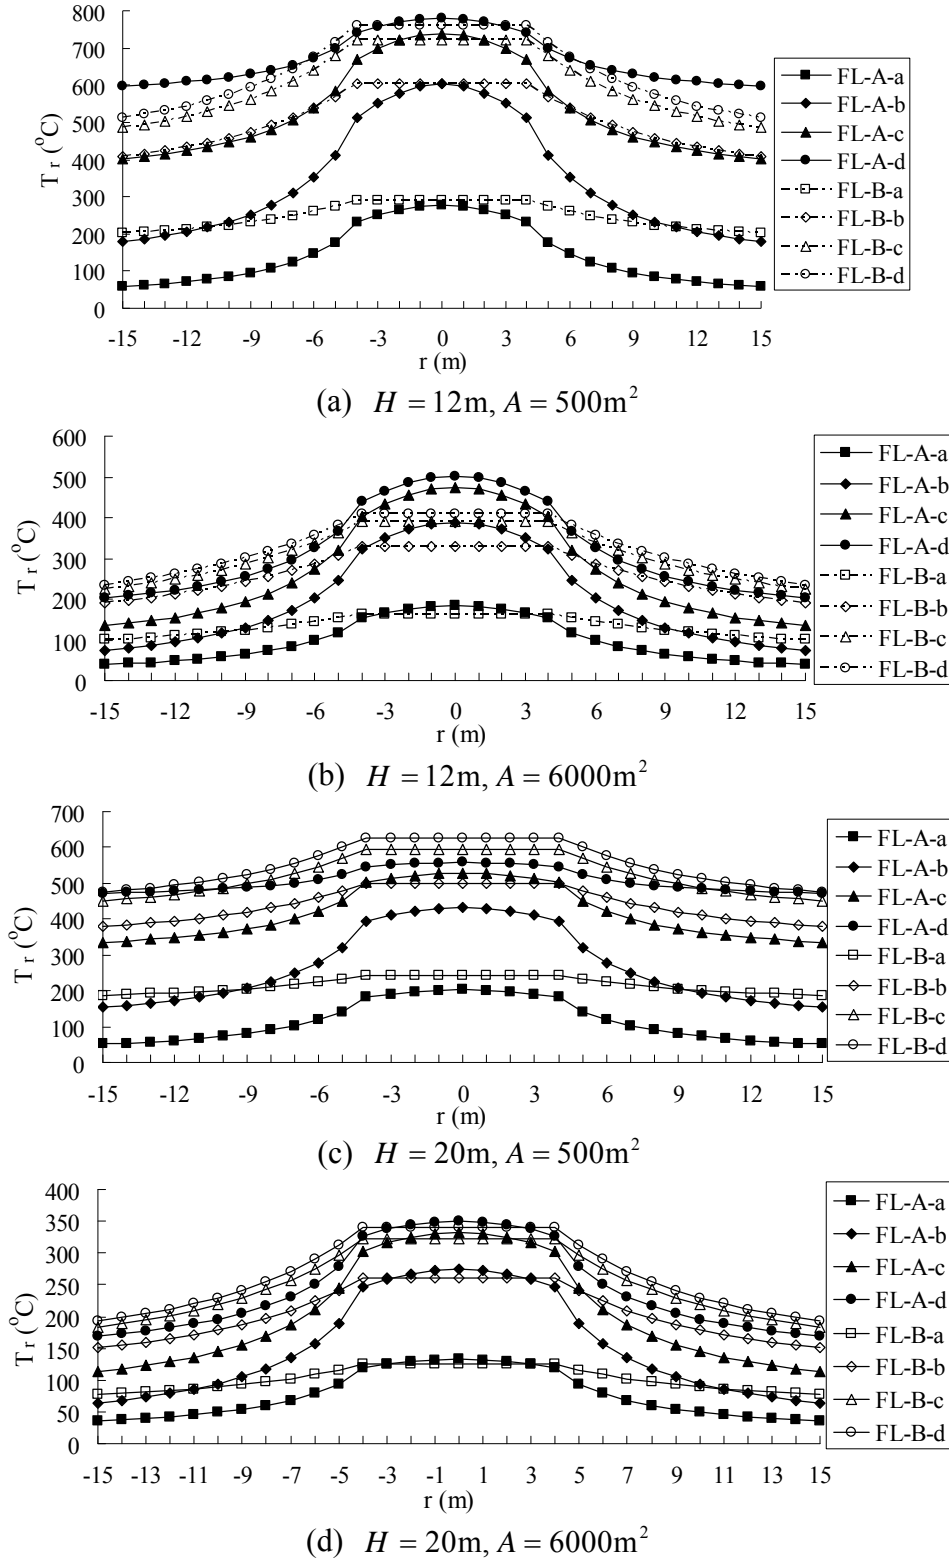 800
700
600
500
400
300
200
100
0
T r (°C)
-15 -12 -9 -6 -3 0 3 6 9 12 15
r (m)
FL-A-a
FL-A-b
FL-A-c
FL-A-d
FL-B-a
FL-B-b
FL-B-c
FL-B-d
(a) H = 12m, A = 500m²
600
500
400
300
200
100
0
T r (°C)
-15 -12 -9 -6 -3 0 3 6 9 12 15
r (m)
FL-A-a
FL-A-b
FL-A-c
FL-A-d
FL-B-a
FL-B-b
FL-B-c
FL-B-d
(b) H = 12m, A = 6000m²
700
600
500
400
300
200
100
0
T r (°C)
-15 -12 -9 -6 -3 0 3 6 9 12 15
r (m)
FL-A-a
FL-A-b
FL-A-c
FL-A-d
FL-B-a
FL-B-b
FL-B-c
FL-B-d
(c) H = 20m, A = 500m²
400
350
300
250
200
150
100
50
0
T r (°C)
-15 -13 -11 -9 -7 -5 -3 -1 1 3 5 7 9 11 13 15
r (m)
FL-A-a
FL-A-b
FL-A-c
FL-A-d
FL-B-a
FL-B-b
FL-B-c
FL-B-d
(d) H = 20m, A = 6000m²